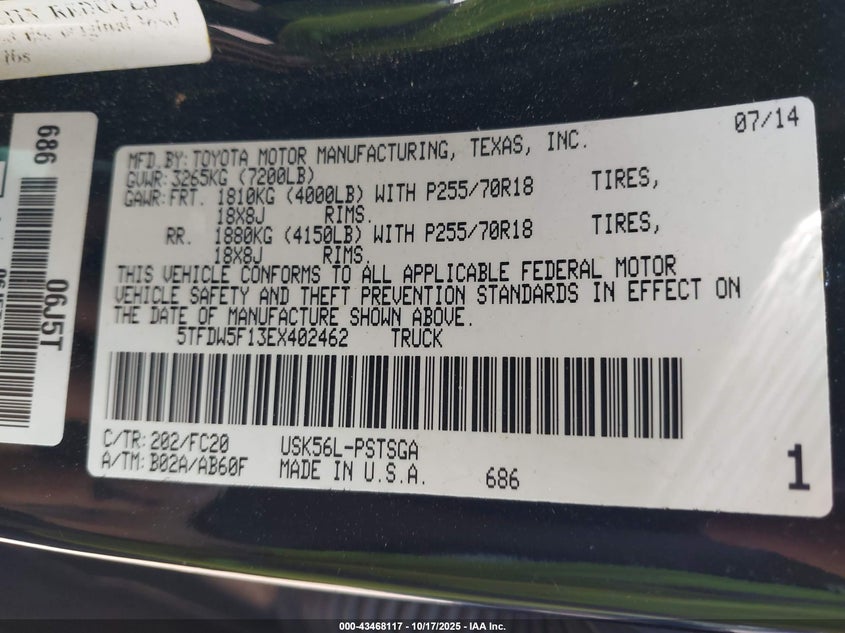 REDUCED
original load
lbs
686
06J5T
07/14
MFD.BY:TOYOTA MOTOR MANUFACTURING, TEXAS, INC.
GVWR:3265KG (7200LB)
GAWR:FRT. 1810KG (4000LB) WITH P255/70R18 TIRES,
18X8J RIMS.
RR. 1880KG (4150LB) WITH P255/70R18 TIRES,
18X8J RIMS.
THIS VEHICLE CONFORMS TO ALL APPLICABLE FEDERAL MOTOR
VEHICLE SAFETY AND THEFT PREVENTION STANDARDS IN EFFECT ON
THE DATE OF MANUFACTURE SHOWN ABOVE.
5TFDW5F13EX402462 TRUCK
C/TR:202/FC20 USK56L-PSTSGA
A/TM:B02A/AB60F MADE IN U.S.A. 686 1
000-43468117 - 10/17/2025 - IAA Inc.